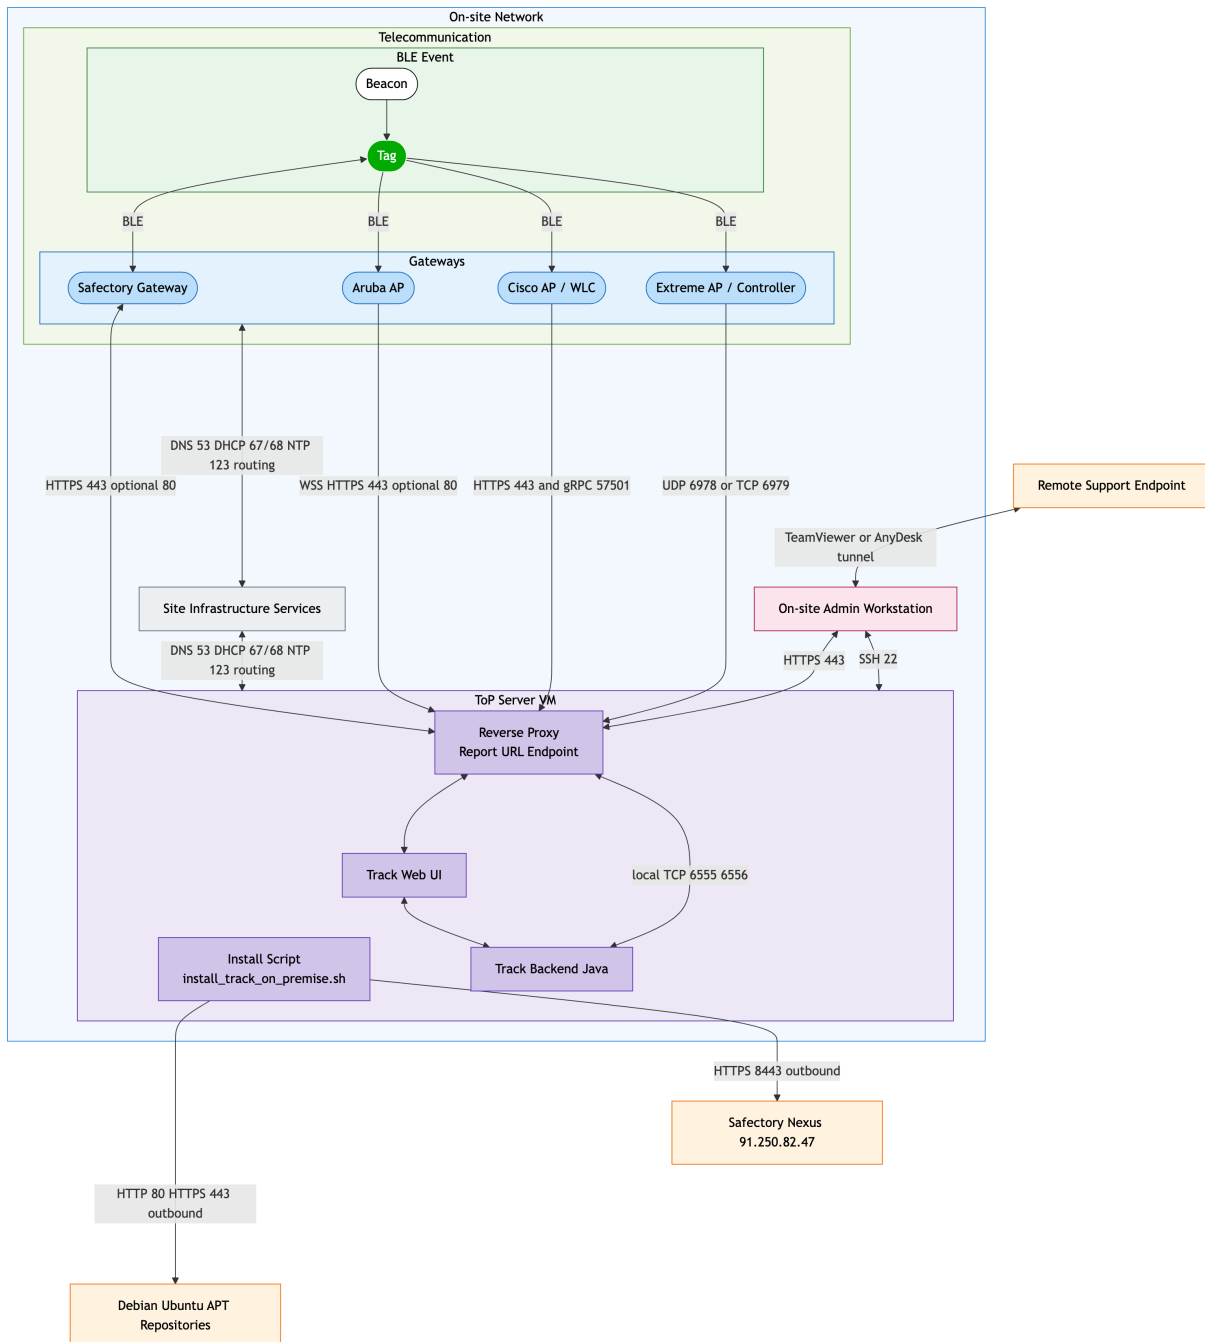 On-site Network
Telecommunication
BLE Event
Beacon
Tag
BLE
BLE
BLE
BLE
Gateways
Safectory Gateway
Aruba AP
Cisco AP / WLC
Extreme AP / Controller
DNS 53 DHCP 67/68 NTP
123 routing
HTTPS 443 optional 80
WSS HTTPS 443 optional 80
HTTPS 443 and gRPC 57501
UDP 6978 or TCP 6979
Remote Support Endpoint
TeamViewer or AnyDesk
tunnel
Site Infrastructure Services
On-site Admin Workstation
DNS 53 DHCP 67/68 NTP
123 routing
HTTPS 443
SSH 22
ToP Server VM
Reverse Proxy
Report URL Endpoint
Track Web UI
local TCP 6555 6556
Install Script
install_track_on_premise.sh
Track Backend Java
HTTPS 8443 outbound
Safectory Nexus
91.250.82.47
HTTP 80 HTTPS 443
outbound
Debian Ubuntu APT
Repositories